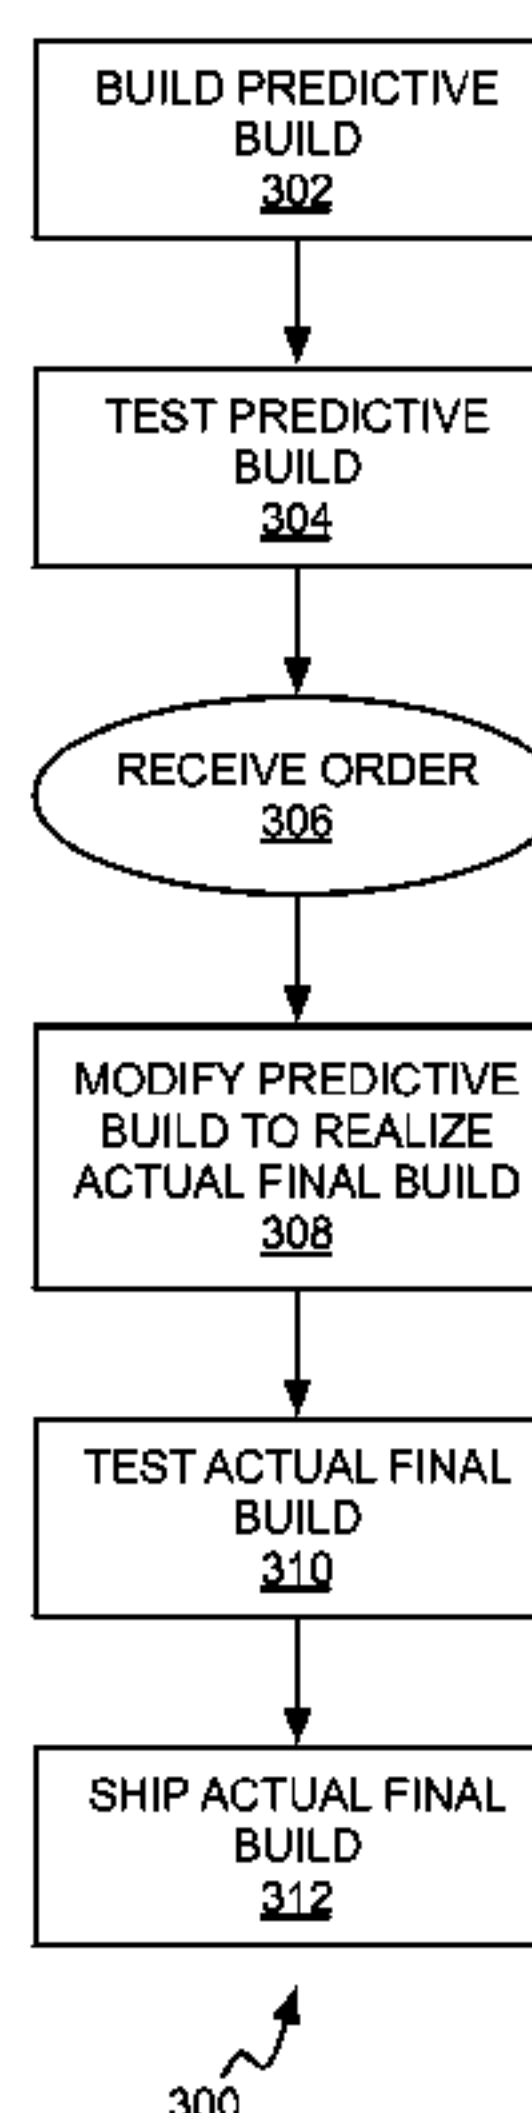 BUILD PREDICTIVE
BUILD
302
TEST PREDICTIVE
BUILD
304
RECEIVE ORDER
306
MODIFY PREDICTIVE
BUILD TO REALIZE
ACTUAL FINAL BUILD
308
TEST ACTUAL FINAL
BUILD
310
SHIP ACTUAL FINAL
BUILD
312
300